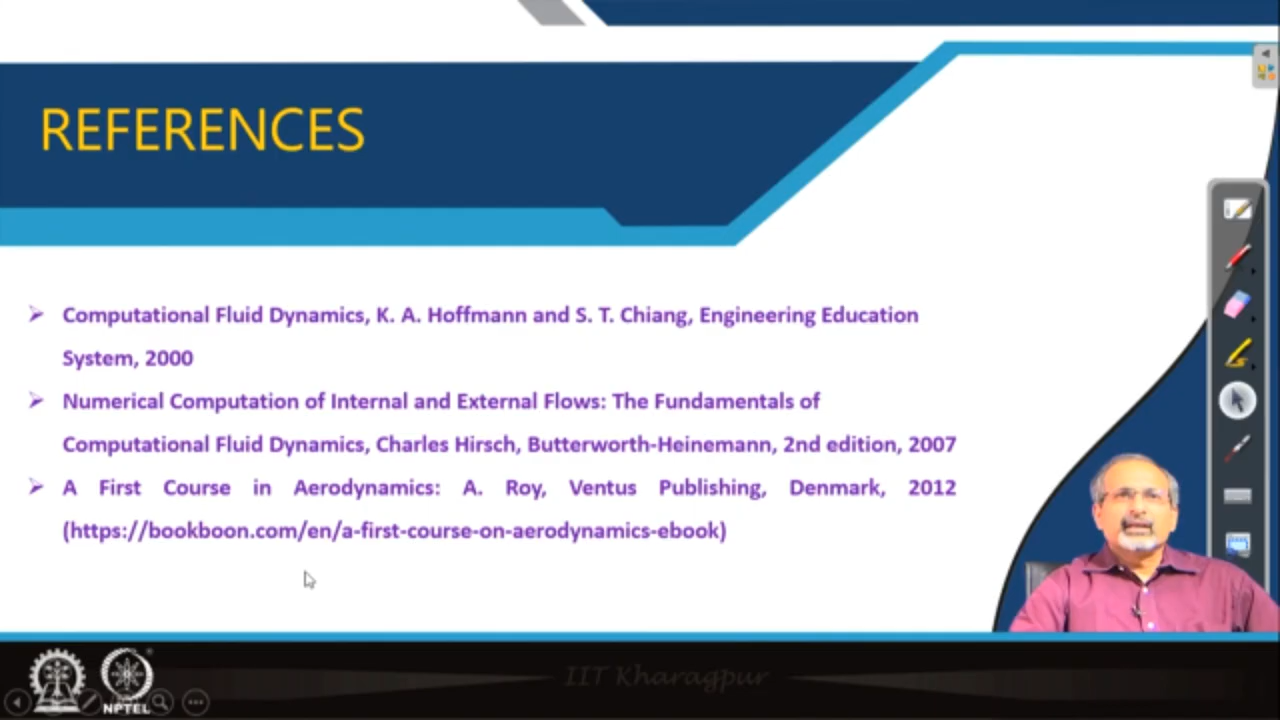 REFERENCES
Computational Fluid Dynamics, K. A. Hoffmann and S. T. Chiang, Engineering Education
System, 2000
Numerical Computation of Internal and External Flows: The Fundamentals of
Computational Fluid Dynamics, Charles Hirsch, Butterworth-Heinemann, 2nd edition, 2007
A First Course in Aerodynamics: A. Roy, Ventus Publishing, Denmark, 2012
(https://bookboon.com/en/a-first-course-on-aerodynamics-ebook)
IIT Kharagpur
NPTEL